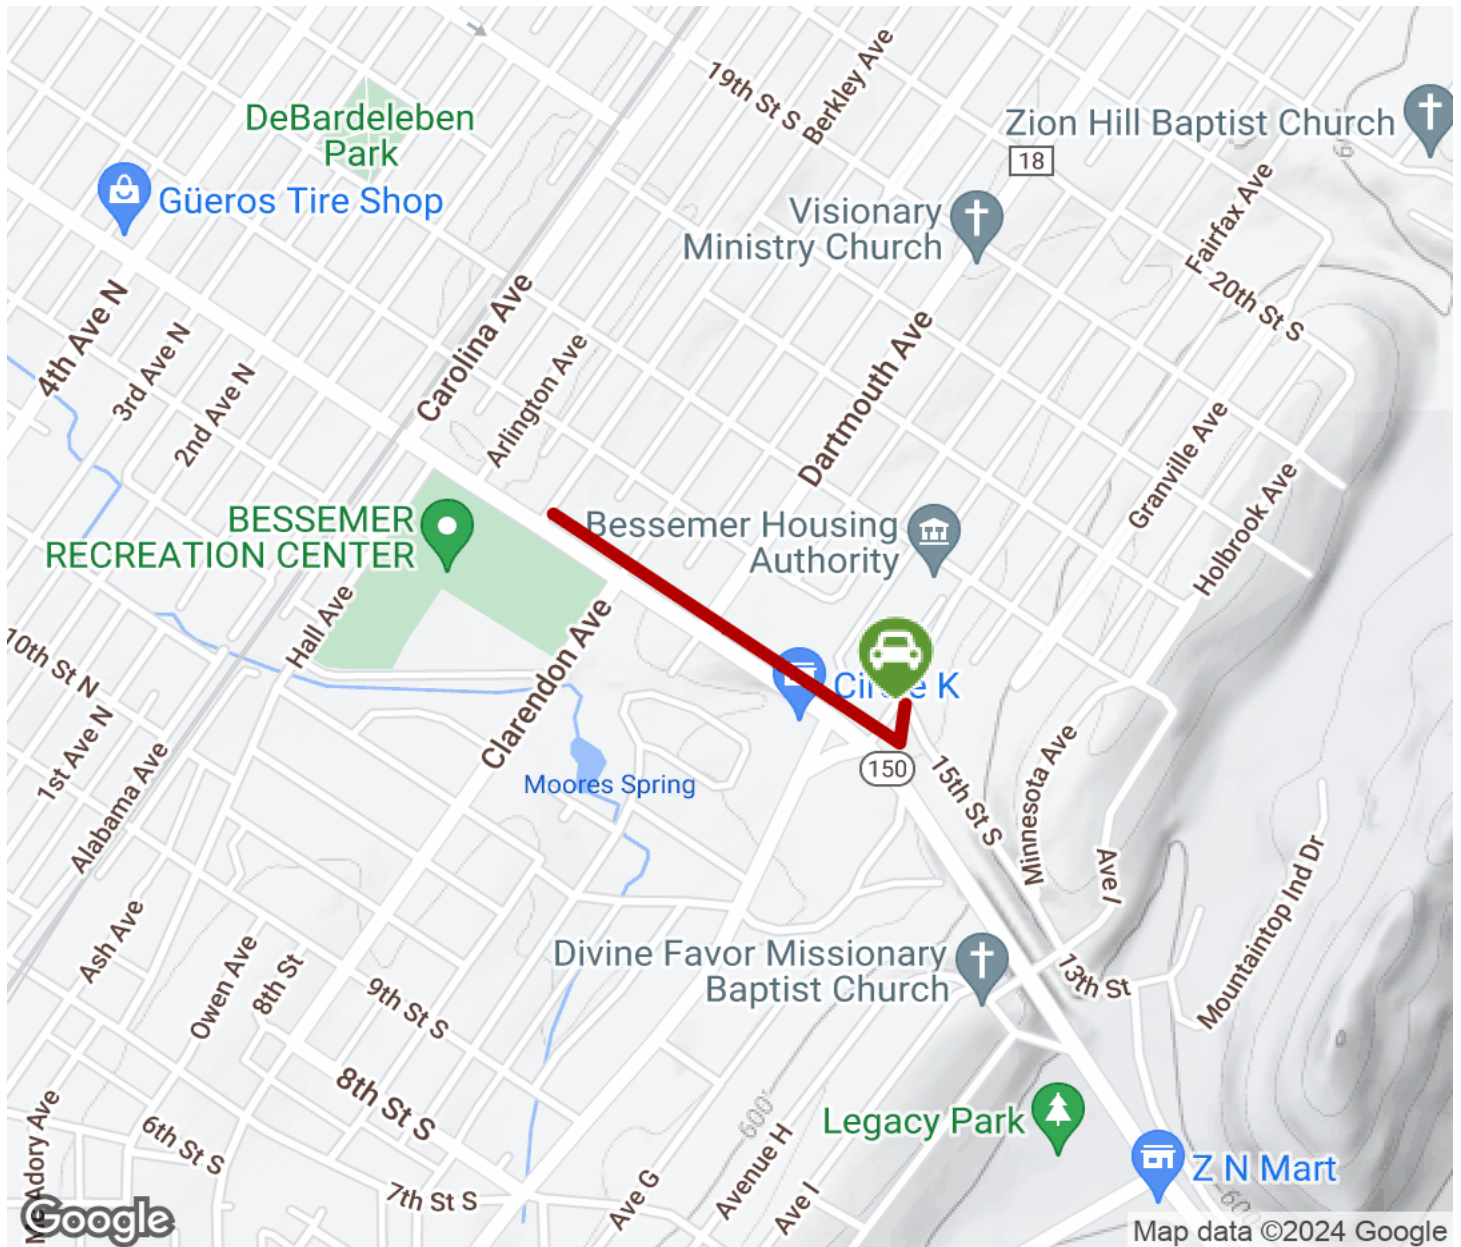 19th St S
Berkley Ave
DeBardeleben
Park
Zion Hill Baptist Church
18
Güeros Tire Shop
Visionary
Ministry Church
Fairfax Ave
20th St S
4th Ave N
3rd Ave N
2nd Ave N
Carolina Ave
Arlington Ave
Dartmouth Ave
Granville Ave
Holbrook Ave
BESSEMER
RECREATION CENTER
Bessemer Housing
Authority
Hall Ave
Clarendon Ave
10th St N
1st Ave N
Alabama Ave
Moores Spring
150
15th St S
Minnesota Ave
Ave I
Mountaintop Ind Dr
Ash Ave
Owen Ave
8th St
9th St S
Divine Favor Missionary
Baptist Church
13th St
8th St S
600'
Legacy Park
6th St S
7th St S
Ave G
Avenue H
Ave I
Z N Mart
Google
Map data ©2024 Google